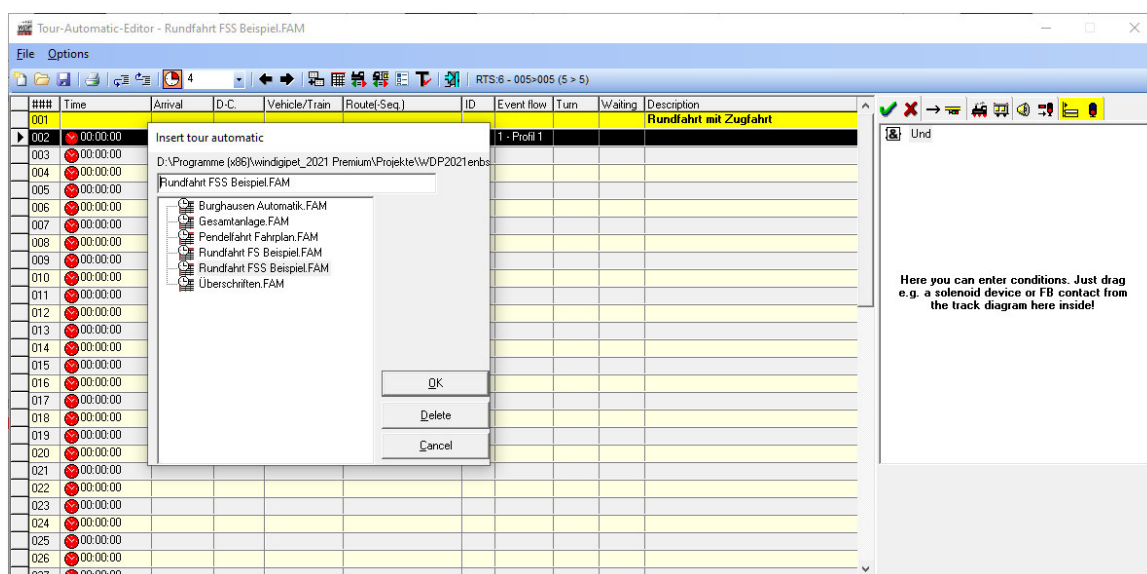 Tour-Automatic-Editor - Rundfahrt FSS Beispiel.FAM
File Options
4 RTS:6 - 005>005 (5 > 5)
### Time Arrival D-C. Vehicle/Train Route(-Seq.) ID Event flow Turn Waiting Description
001 Rundfahrt mit Zugfahrt
002 00:00:00 1 - Profil 1
003 00:00:00
004 00:00:00
005 00:00:00
006 00:00:00
007 00:00:00
008 00:00:00
009 00:00:00
010 00:00:00
011 00:00:00
012 00:00:00
013 00:00:00
014 00:00:00
015 00:00:00
016 00:00:00
017 00:00:00
018 00:00:00
019 00:00:00
020 00:00:00
021 00:00:00
022 00:00:00
023 00:00:00
024 00:00:00
025 00:00:00
026 00:00:00
Insert tour automatic
D:\Programme (x86)\windigipet_2021 Premium\Projekte\WDP2021enbs
Rundfahrt FSS Beispiel.FAM
Burghausen Automatik.FAM
Gesamtanlage.FAM
Pendelfahrt Fahrplan.FAM
Rundfahrt FS Beispiel.FAM
Rundfahrt FSS Beispiel.FAM
Überschriften.FAM
OK
Delete
Cancel
& Und
Here you can enter conditions. Just drag
e.g. a solenoid device or FB contact from
the track diagram here inside!